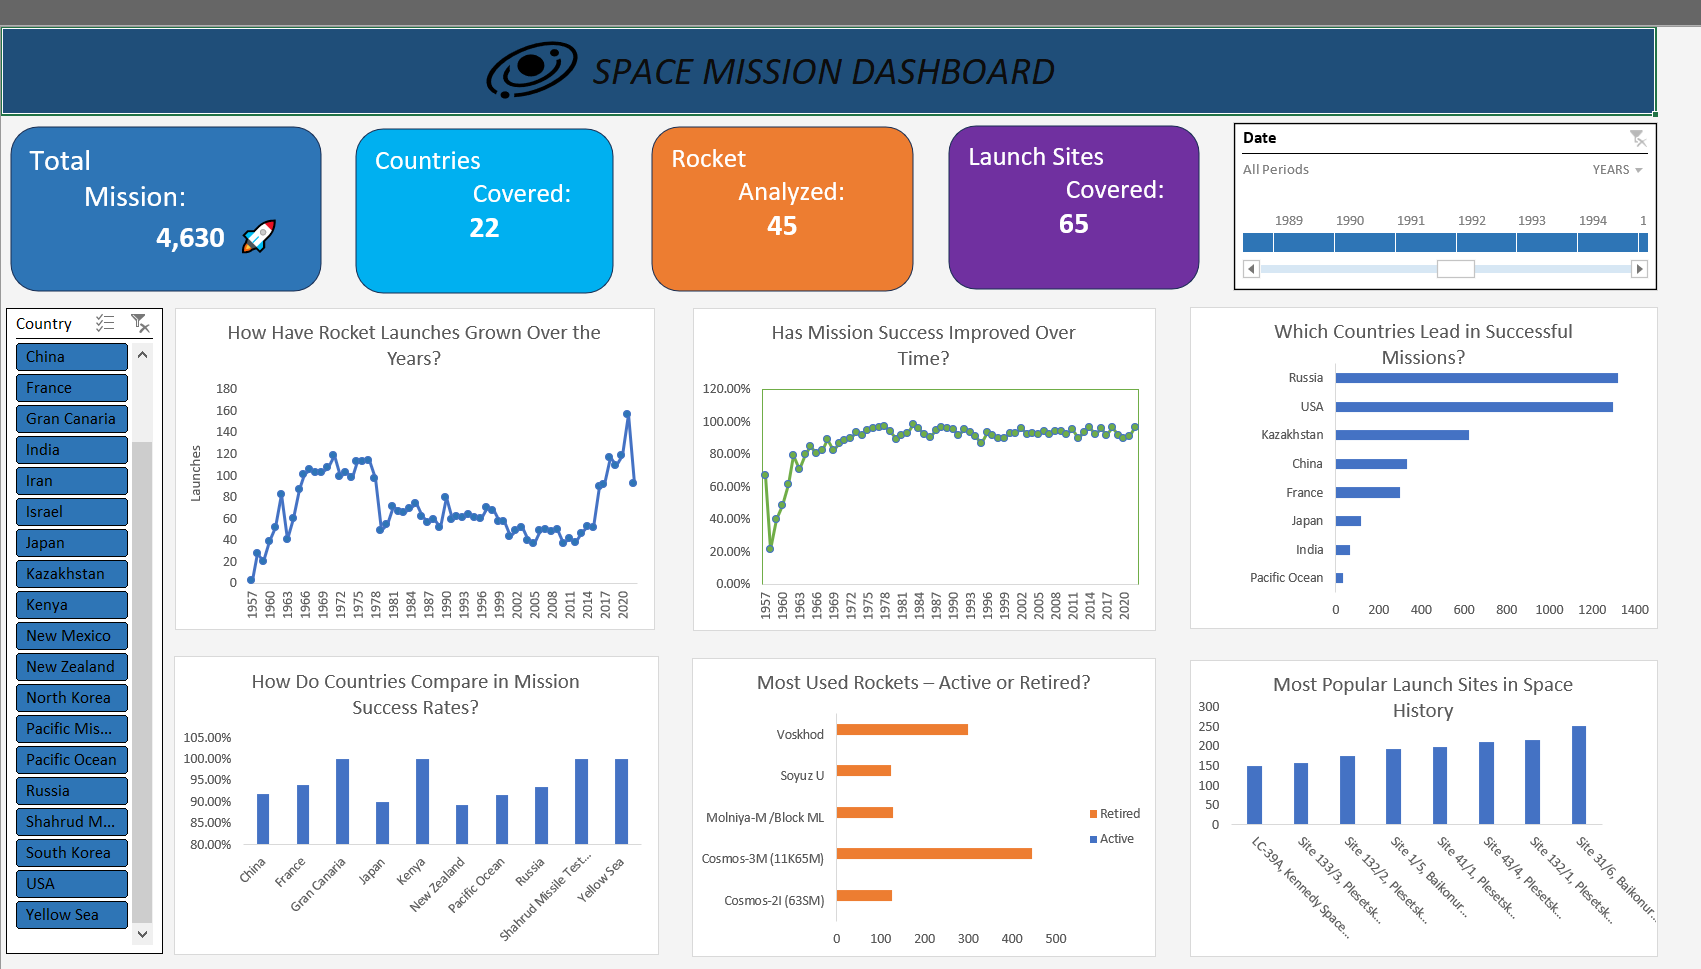 SPACE MISSION DASHBOARD
Total
Mission:
4,630
Countries
Covered:
22
Rocket
Analyzed:
45
Launch Sites
Covered:
65
Date
All Periods
YEARS
1989 1990 1991 1992 1993 1994 1
Country
China
France
Gran Canaria
India
Iran
Israel
Japan
Kazakhstan
Kenya
New Mexico
New Zealand
North Korea
Pacific Mis...
Pacific Ocean
Russia
Shahrud M...
South Korea
USA
Yellow Sea
How Have Rocket Launches Grown Over the
Years?
Launches
180
160
140
120
100
80
60
40
20
0
1957 1960 1963 1966 1969 1972 1975 1978 1981 1984 1987 1990 1993 1996 1999 2002 2005 2008 2011 2014 2017 2020
Has Mission Success Improved Over
Time?
120.00%
100.00%
80.00%
60.00%
40.00%
20.00%
0.00%
1957 1960 1963 1966 1969 1972 1975 1978 1981 1984 1987 1990 1993 1996 1999 2002 2005 2008 2011 2014 2017 2020
Which Countries Lead in Successful
Missions?
Russia
USA
Kazakhstan
China
France
Japan
India
Pacific Ocean
0 200 400 600 800 1000 1200 1400
How Do Countries Compare in Mission
Success Rates?
105.00%
100.00%
95.00%
90.00%
85.00%
80.00%
China
France
Gran Canaria
Japan
Kenya
New Zealand
Pacific Ocean
Russia
Shahrud Missile Test...
Yellow Sea
Most Used Rockets – Active or Retired?
Voskhod
Soyuz U
Molniya-M /Block ML
Cosmos-3M (11K65M)
Cosmos-2I (63SM)
0 100 200 300 400 500
Retired
Active
Most Popular Launch Sites in Space
History
300
250
200
150
100
50
0
LC-39A, Kennedy Space...
Site 133/3, Plesetsk...
Site 132/2, Plesetsk...
Site 1/5, Baikonur...
Site 41/1, Plesetsk...
Site 43/4, Plesetsk...
Site 132/1, Plesetsk...
Site 31/6, Baikonur...